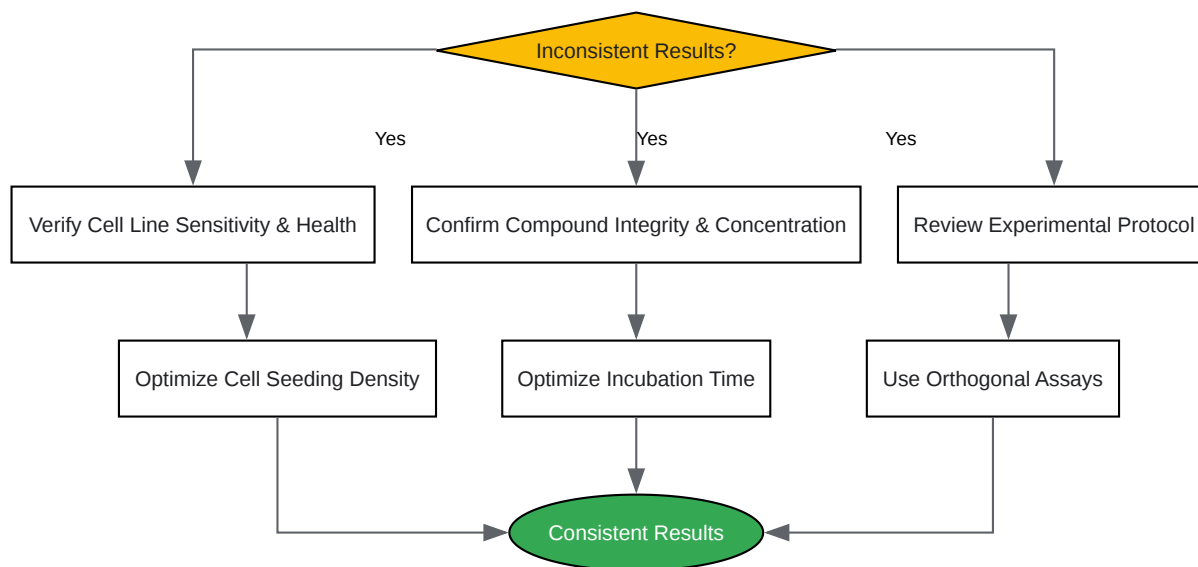 Inconsistent Results?
Yes
Yes
Yes
Verify Cell Line Sensitivity & Health
Confirm Compound Integrity & Concentration
Review Experimental Protocol
Optimize Cell Seeding Density
Optimize Incubation Time
Use Orthogonal Assays
Consistent Results